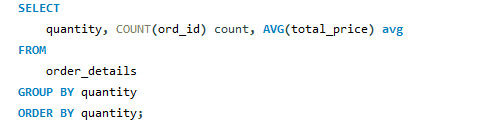 SELECT
quantity, COUNT(ord_id) count, AVG(total_price) avg
FROM
order_details
GROUP BY quantity
ORDER BY quantity;